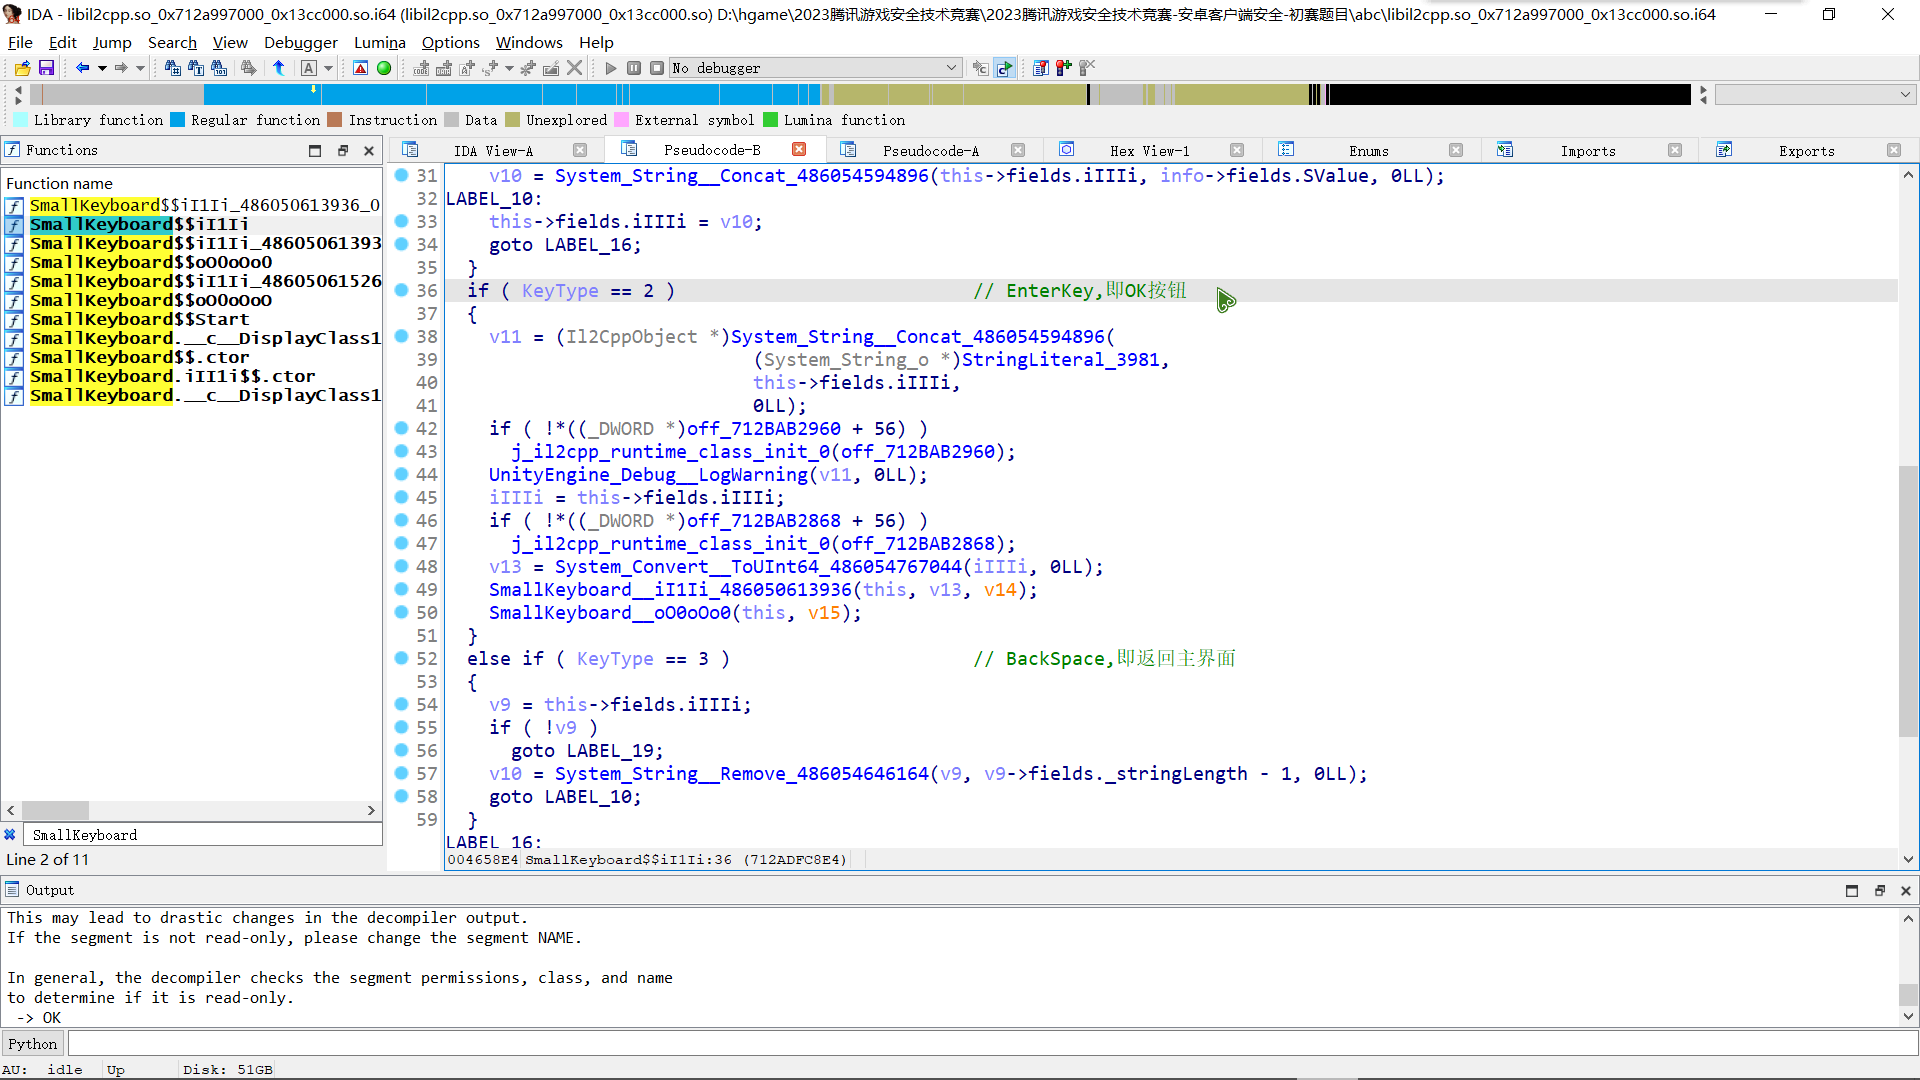 IDA - libil2cpp.so_0x712a997000_0x13cc000.so.i64 (libil2cpp.so_0x712a997000_0x13cc000.so) D:\hgame\2023腾讯游戏安全技术竞赛\2023腾讯游戏安全技术竞赛-安卓客户端安全-初赛题目\abc\libil2cpp.so_0x712a997000_0x13cc000.so.i64
File Edit Jump Search View Debugger Lumina Options Windows Help
No debugger
Library function Regular function Instruction Data Unexplored External symbol Lumina function
Functions
IDA View-A Pseudocode-B Pseudocode-A Hex View-1 Enums Imports Exports
Function name
SmallKeyboard$$iI1Ii_486050613936_0
SmallKeyboard$$iI1Ii
SmallKeyboard$$iI1Ii_48605061393
SmallKeyboard$$oO0oOo0
SmallKeyboard$$iI1Ii_48605061526
SmallKeyboard$$oO0oOoO
SmallKeyboard$$Start
SmallKeyboard.__c__DisplayClass1
SmallKeyboard$$.ctor
SmallKeyboard.iII1i$$.ctor
SmallKeyboard.__c__DisplayClass1
SmallKeyboard
Line 2 of 11
31 v10 = System_String__Concat_486054594896(this->fields.iIIIi, info->fields.SValue, 0LL);
32 LABEL_10:
33 this->fields.iIIIi = v10;
34 goto LABEL_16;
35 }
36 if ( KeyType == 2 ) // EnterKey,即OK按钮
37 {
38 v11 = (Il2CppObject *)System_String__Concat_486054594896(
39 (System_String_o *)StringLiteral_3981,
40 this->fields.iIIIi,
41 0LL);
42 if ( !*((_DWORD *)off_712BAB2960 + 56) )
43 j_il2cpp_runtime_class_init_0(off_712BAB2960);
44 UnityEngine_Debug__LogWarning(v11, 0LL);
45 iIIIi = this->fields.iIIIi;
46 if ( !*((_DWORD *)off_712BAB2868 + 56) )
47 j_il2cpp_runtime_class_init_0(off_712BAB2868);
48 v13 = System_Convert__ToUInt64_486054767044(iIIIi, 0LL);
49 SmallKeyboard__iI1Ii_486050613936(this, v13, v14);
50 SmallKeyboard__oO0oOo0(this, v15);
51 }
52 else if ( KeyType == 3 ) // BackSpace,即返回主界面
53 {
54 v9 = this->fields.iIIIi;
55 if ( !v9 )
56 goto LABEL_19;
57 v10 = System_String__Remove_486054646164(v9, v9->fields._stringLength - 1, 0LL);
58 goto LABEL_10;
59 }
LABEL_16:
004658E4 SmallKeyboard$$iI1Ii:36 (712ADFC8E4)
Output
This may lead to drastic changes in the decompiler output.
If the segment is not read-only, please change the segment NAME.
In general, the decompiler checks the segment permissions, class, and name
to determine if it is read-only.
-> OK
Python
AU: idle Up Disk: 51GB